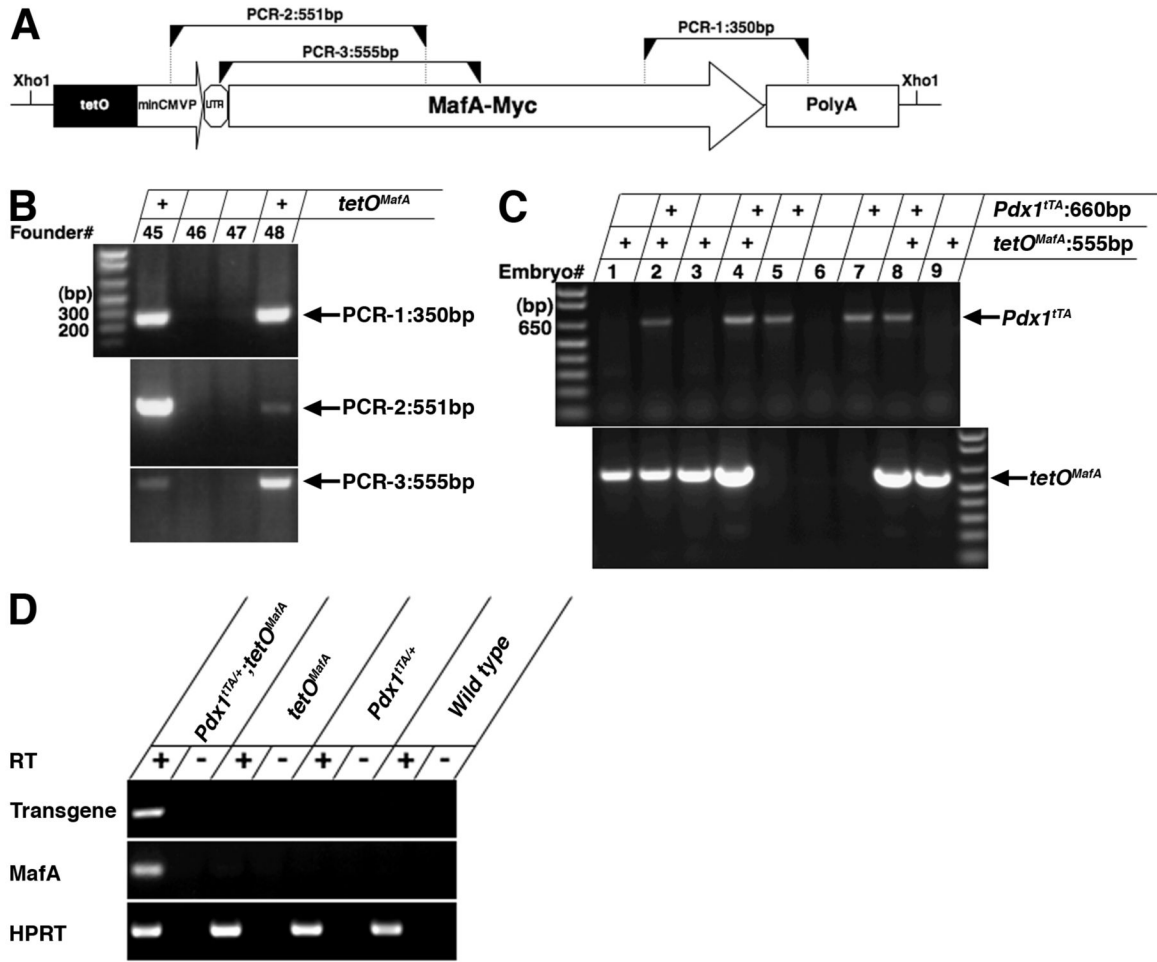 A
PCR-2:551bp
PCR-1:350bp
PCR-3:555bp
Xho1
Xho1
tetO
minCMVP
UTR
MafA-Myc
PolyA
B
+ + tetO^MafA
Founder# 45 46 47 48
(bp)
300
200
PCR-1:350bp
PCR-2:551bp
PCR-3:555bp
C
+ + + + + Pdx1^tTA:660bp
+ + + + + + tetO^MafA:555bp
Embryo# 1 2 3 4 5 6 7 8 9
(bp)
650
Pdx1^tTA
tetO^MafA
D
Pdx1^tTA/+;tetO^MafA
tetO^MafA
Pdx1^tTA/+
Wild type
RT + - + - + - + -
Transgene
MafA
HPRT